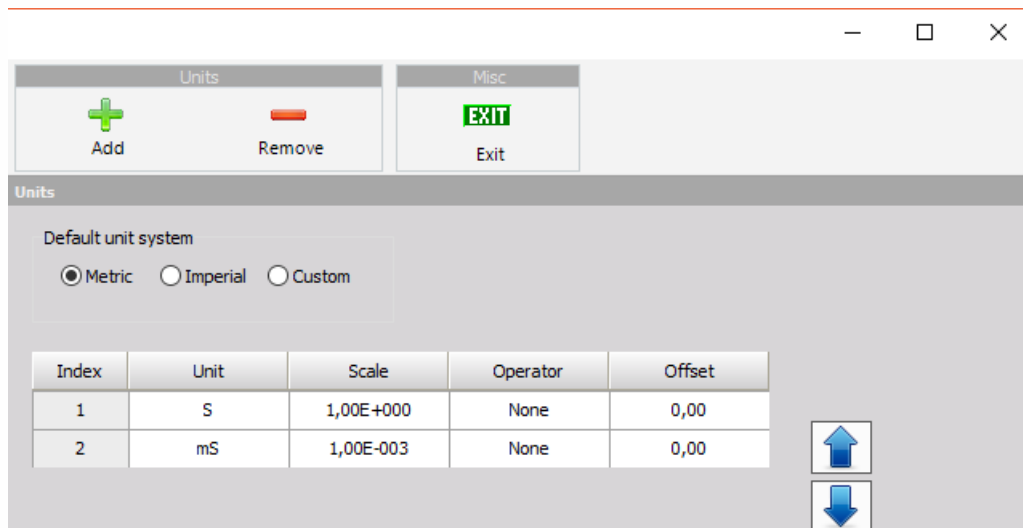 Units Misc
EXIT
Add Remove Exit
Units
Default unit system
Metric Imperial Custom
Index Unit Scale Operator Offset
1 S 1,00E+000 None 0,00
2 mS 1,00E-003 None 0,00